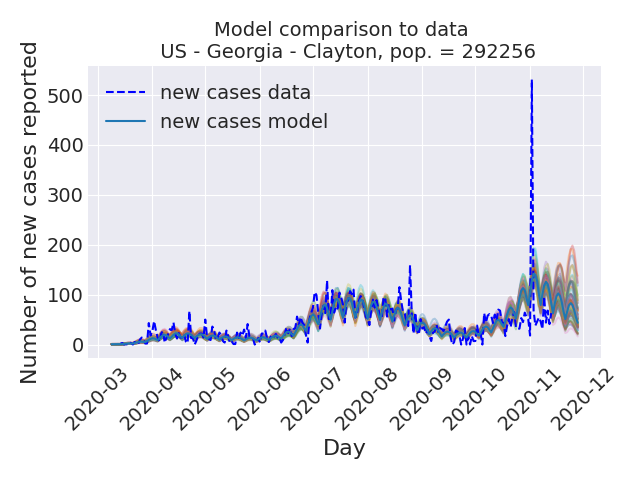 Model comparison to data
US - Georgia - Clayton, pop. = 292256
Number of new cases reported
500
400
300
200
100
0
new cases data
new cases model
2020-03
2020-04
2020-05
2020-06
2020-07
2020-08
2020-09
2020-10
2020-11
2020-12
Day